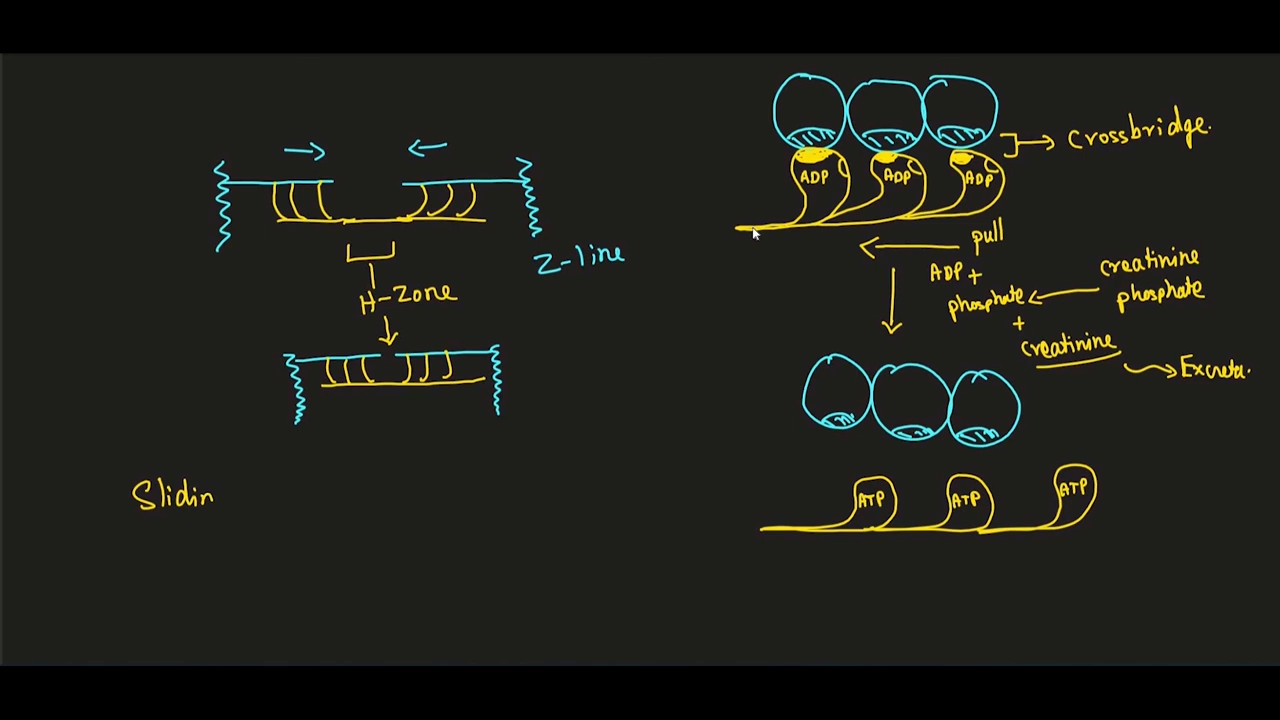 Z-line
H-Zone
Slidin
Crossbridge.
ADP
ADP
ADP
pull
ADP +
phosphate
+
creatinine
creatinine
phosphate
Excreta.
ATP
ATP
ATP